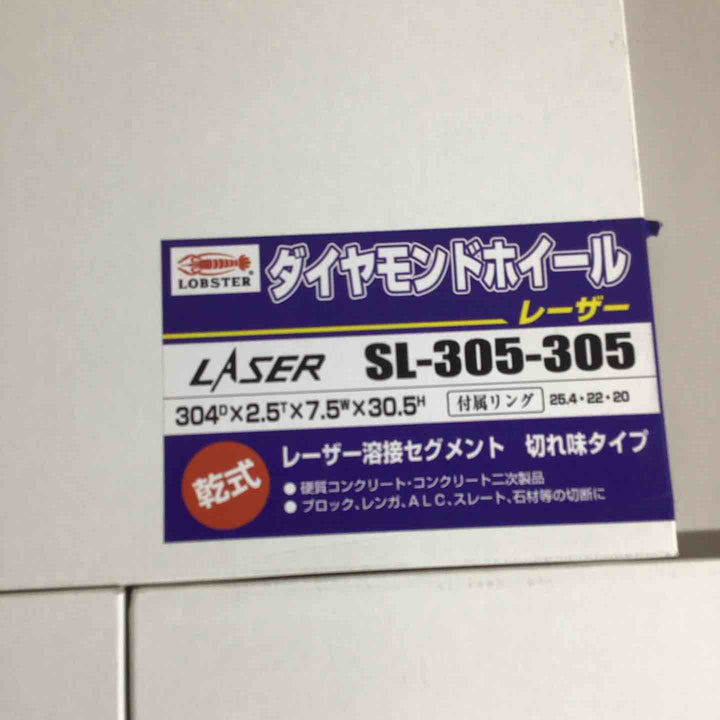 LOBSTER®
ダイヤモンドホイール
レーザー
LASER SL-305-305
304ᴰ×2.5ᵀ×7.5ᵂ×30.5ᴴ 付属リング 25.4・22・20
乾式
レーザー溶接セグメント 切れ味タイプ
●硬質コンクリート・コンクリート二次製品
●ブロック、レンガ、ALC、スレート、石材等の切断に